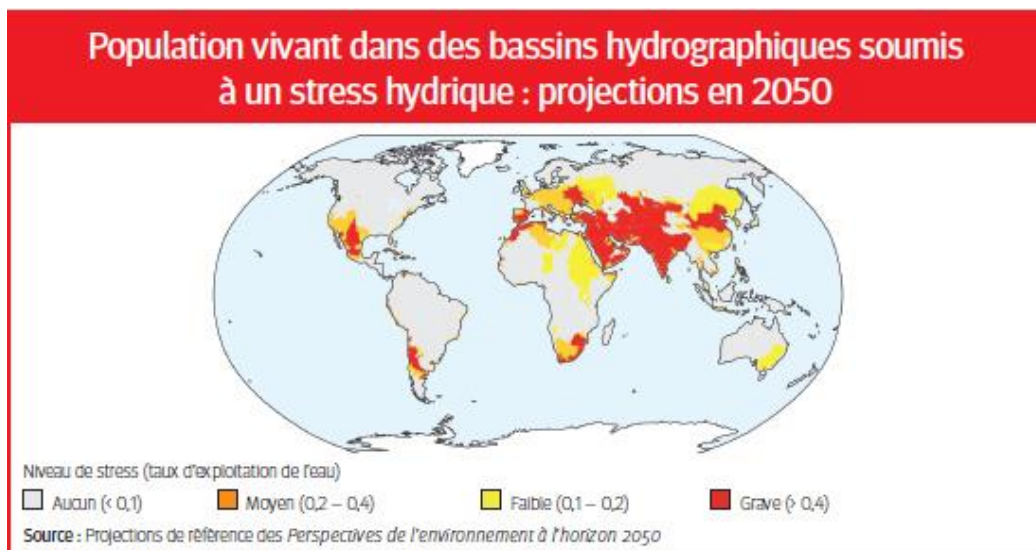 Population vivant dans des bassins hydrographiques soumis
à un stress hydrique : projections en 2050
Niveau de stress (taux d'exploitation de l'eau)
Aucun (< 0,1) Moyen (0,2 – 0,4) Faible (0,1 – 0,2) Grave (> 0,4)
Source : Projections de référence des Perspectives de l'environnement à l'horizon 2050